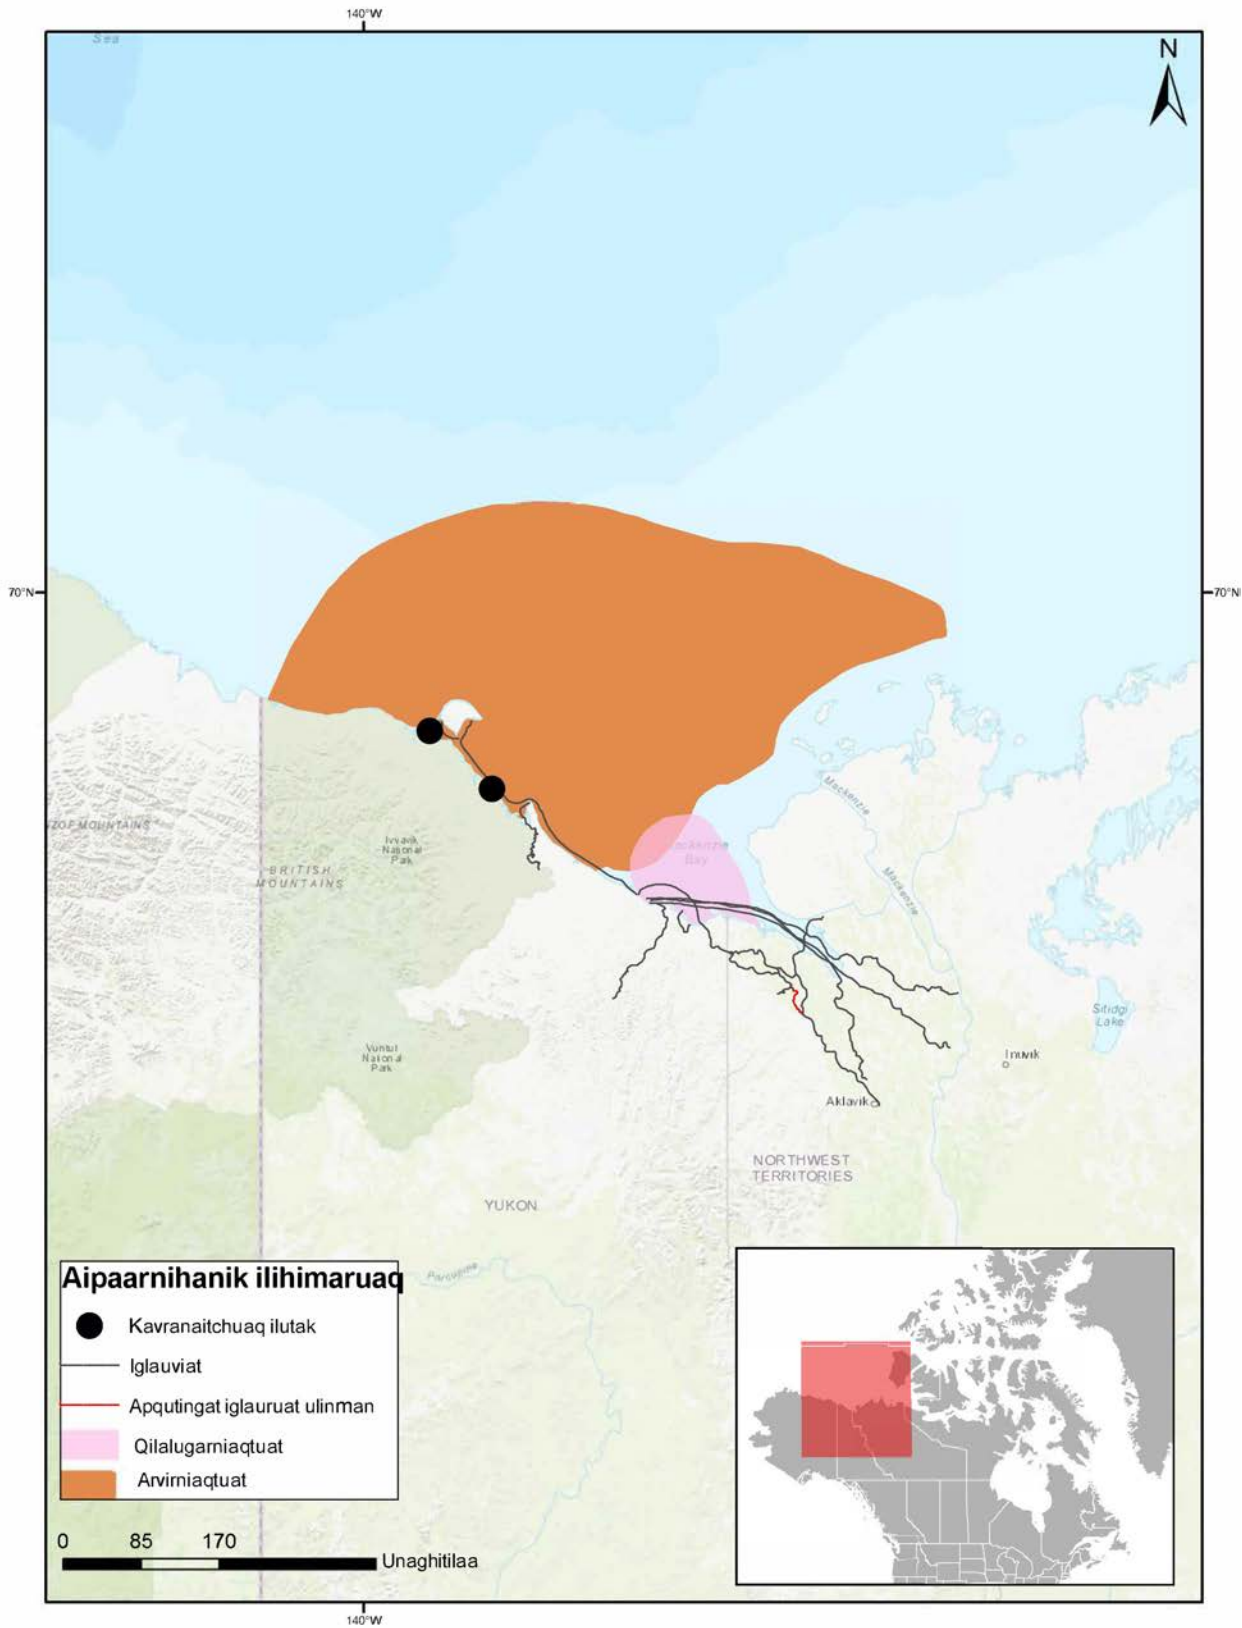 140°W
Sea
N
70°N
70°N
Mackenzie
Mackenzie
Bay
MOUNTAINS
Ivvavik
National
Park
BRITISH
MOUNTAINS
Mackenzie
Sitidgi
Lake
Vuntut
National
Park
Inuvik
Aklavik
NORTHWEST
TERRITORIES
YUKON
Porcupine
Aipaarnihanik ilihimaruaq
Kavranaitchuaq ilutak
Iglauviat
Apqutingat iglauruat ulinman
Qilalugarniaqtuat
Arvirniaqtuat
0 85 170
Unaghitilaa
140°W